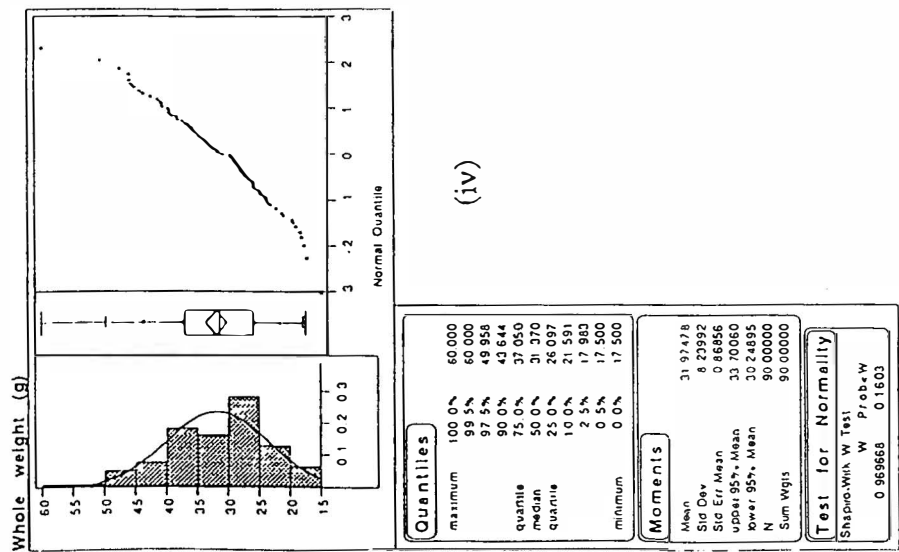 Whole weight (g)
60
55
50
45
40
35
30
25
20
15
0 1
0 2
0 3
3
2
1
0
1
2
3
Normal Quantile
Quantiles
maximum 100 0% 60 000
99 5% 60 000
97 5% 49 958
90 0% 43 644
quantile 75.0% 37 050
median 50 0% 31 370
quantile 25 0% 26 097
10 0% 21 591
2 5% 17 983
0 5% 17 500
minimum 0 0% 17 500
Moments
Mean 31 97478
Std Dev 8 23992
Std Err Mean 0 86856
upper 95% Mean 33 70060
lower 95% Mean 30 24895
N 90 00000
Sum Wgts 90 00000
Test for Normality
Shapiro-Wilk W Test
W Prob<W
0 969668 0 1603
(iv)